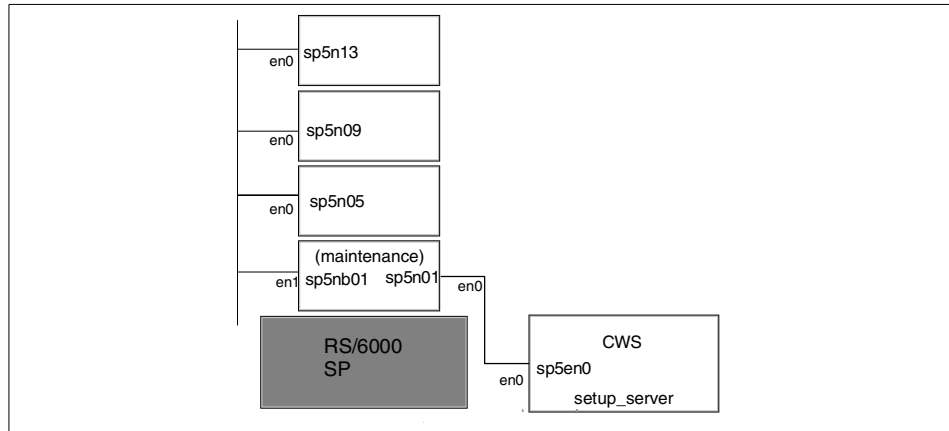 sp5n13
en0
sp5n09
en0
sp5n05
en0
(maintenance)
sp5nb01 sp5n01
en1
en0
RS/6000
SP
CWS
sp5en0
en0
setup_server